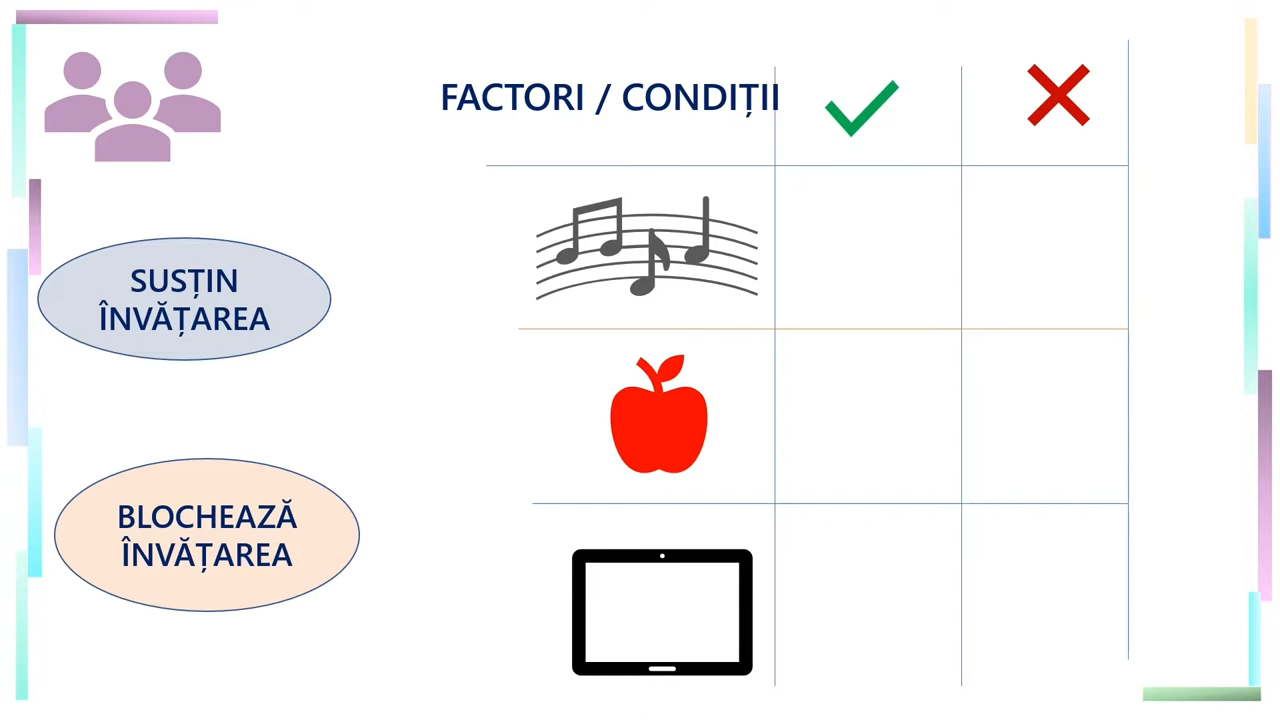 FACTORI / CONDIȚII
SUSȚIN
ÎNVĂȚAREA
BLOCHEAZĂ
ÎNVĂȚAREA